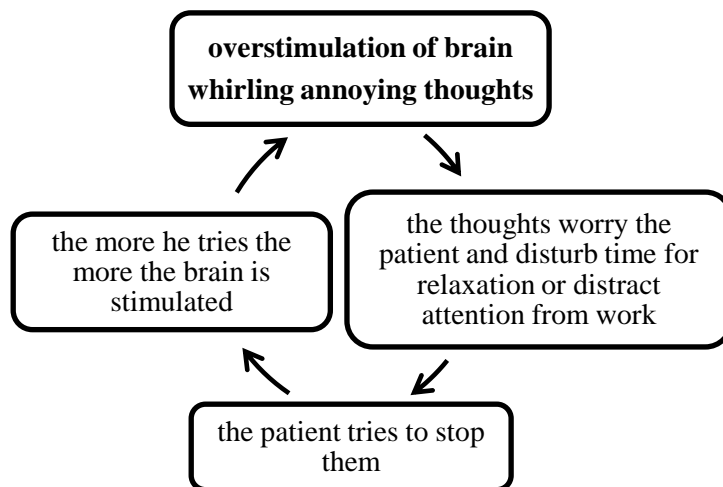 overstimulation of brain
whirling annoying thoughts
the thoughts worry the
patient and disturb time for
relaxation or distract
attention from work
the patient tries to stop
them
the more he tries the
more the brain is
stimulated